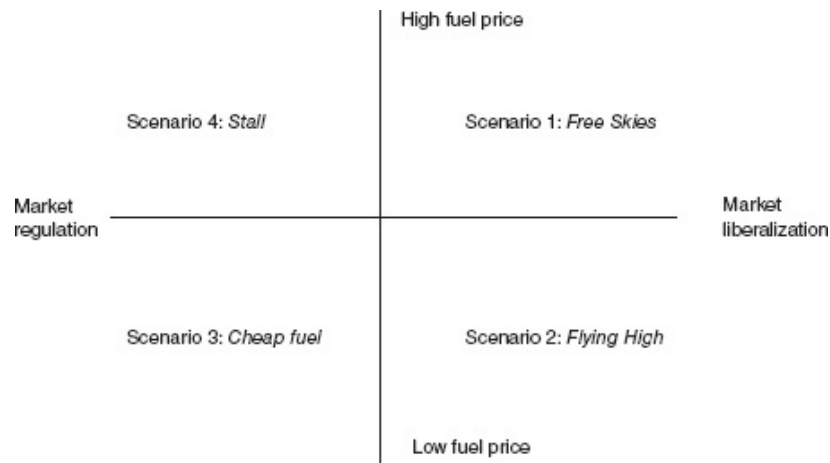 High fuel price
Scenario 4: Stall
Scenario 1: Free Skies
Market
regulation
Market
liberalization
Scenario 3: Cheap fuel
Scenario 2: Flying High
Low fuel price